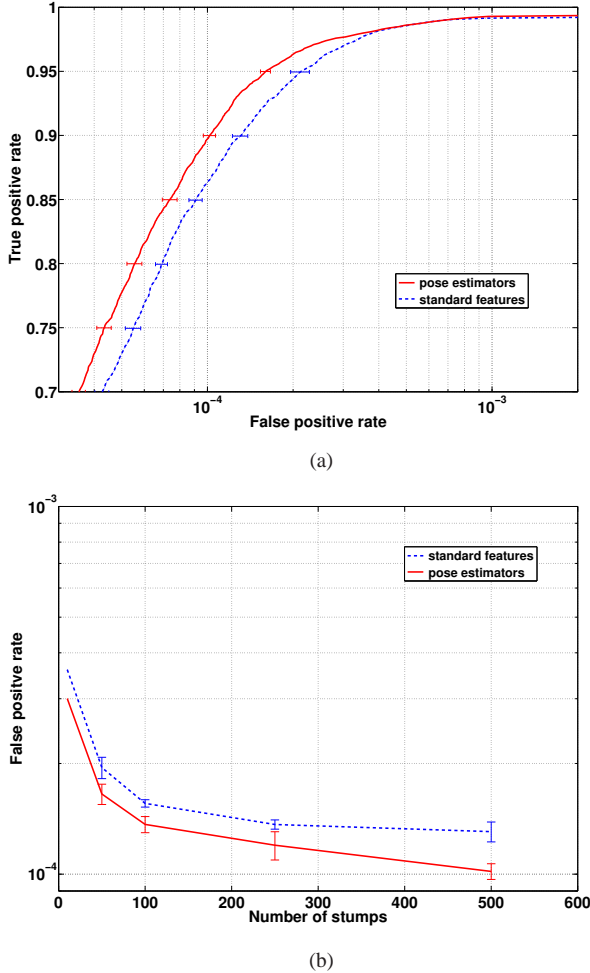 1
0.95
0.9
0.85
0.8
0.75
0.7
True positive rate
pose estimators
standard features
10^-4
10^-3
False positive rate
(a)
10^-3
10^-4
False positve rate
standard features
pose estimators
0 100 200 300 400 500 600
Number of stumps
(b)